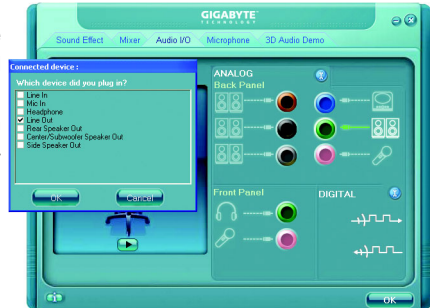 GIGABYTE
TECHNOLOGY
Sound Effect
Mixer
Audio I/O
Microphone
3D Audio Demo
Connected device :
Which device did you plug in?
Line In
Mic In
Headphone
Line Out
Rear Speaker Out
Center/Subwoofer Speaker Out
Side Speaker Out
OK
Cancel
ANALOG
Back Panel
Front Panel
DIGITAL
OK